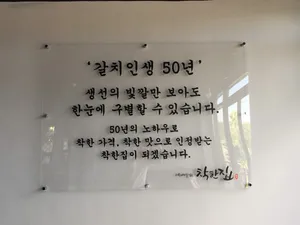 '갈치인생 50년'
생선의 빛깔만 보아도
한눈에 구별할 수 있습니다.
50년의 노하우로
착한 가격, 착한 맛으로 인정받는
착한집이 되겠습니다.
착한집